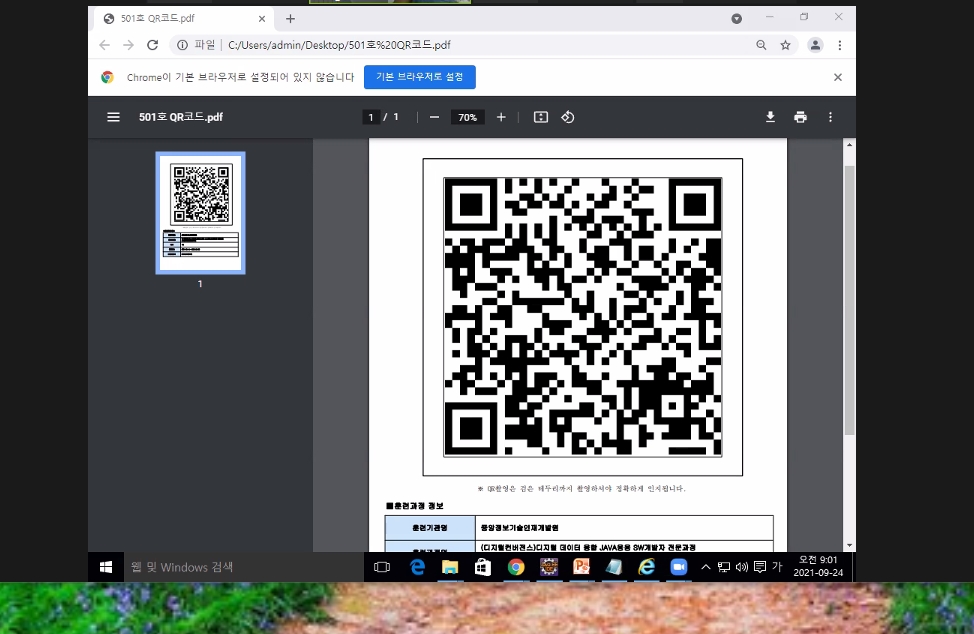 501호 QR코드.pdf
파일 C:/Users/admin/Desktop/501호%20QR코드.pdf
Chrome이 기본 브라우저로 설정되어 있지 않습니다 기본 브라우저로 설정
501호 QR코드.pdf 1 / 1 70%
1
※ QR촬영은 검은 테두리까지 촬영하셔야 정확하게 인식됩니다.
■훈련과정 정보
훈련기관명 중앙정보기술인재개발원
훈련과정명 (디지털컨버전스)디지털 데이터 융합 JAVA응용 SW개발자 전문과정
웹 및 Windows 검색
가 오전 9:01
2021-09-24